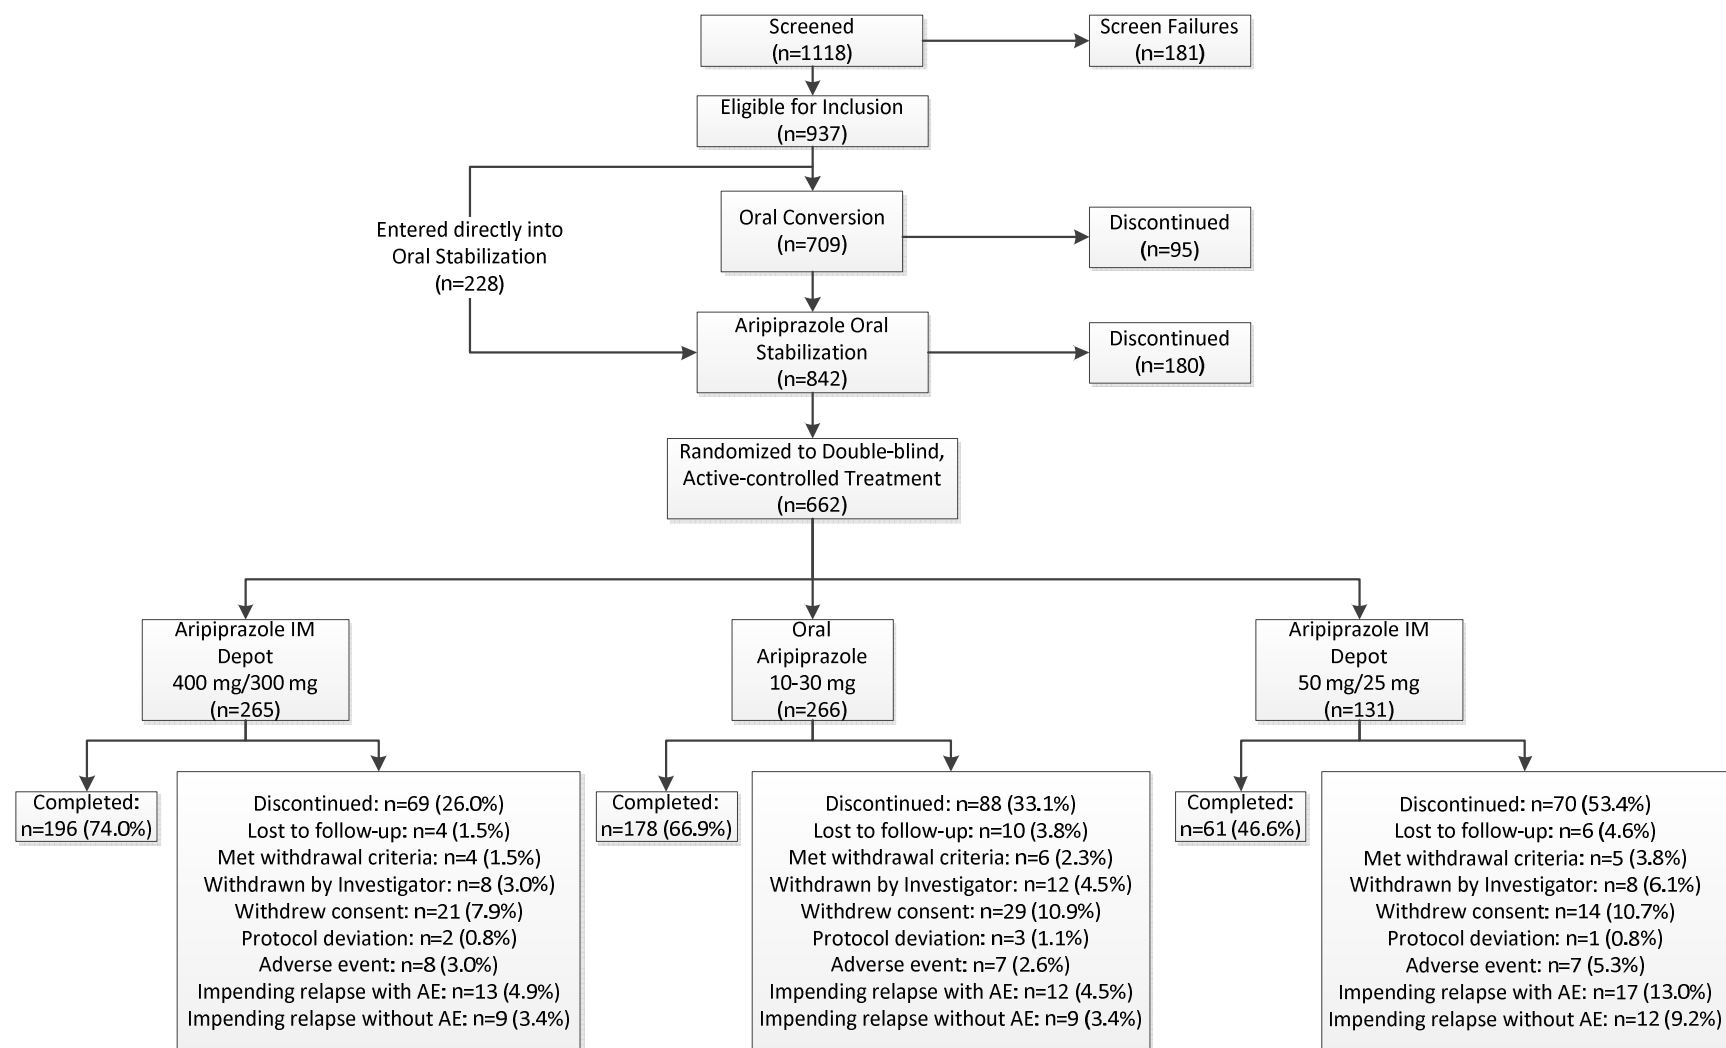 Screened
(n=1118)
Screen Failures
(n=181)
Eligible for Inclusion
(n=937)
Entered directly into
Oral Stabilization
(n=228)
Oral Conversion
(n=709)
Discontinued
(n=95)
Aripiprazole Oral
Stabilization
(n=842)
Discontinued
(n=180)
Randomized to Double-blind,
Active-controlled Treatment
(n=662)
Aripiprazole IM
Depot
400 mg/300 mg
(n=265)
Oral
Aripiprazole
10-30 mg
(n=266)
Aripiprazole IM
Depot
50 mg/25 mg
(n=131)
Completed:
n=196 (74.0%)
Discontinued: n=69 (26.0%)
Lost to follow-up: n=4 (1.5%)
Met withdrawal criteria: n=4 (1.5%)
Withdrawn by Investigator: n=8 (3.0%)
Withdrew consent: n=21 (7.9%)
Protocol deviation: n=2 (0.8%)
Adverse event: n=8 (3.0%)
Impending relapse with AE: n=13 (4.9%)
Impending relapse without AE: n=9 (3.4%)
Completed:
n=178 (66.9%)
Discontinued: n=88 (33.1%)
Lost to follow-up: n=10 (3.8%)
Met withdrawal criteria: n=6 (2.3%)
Withdrawn by Investigator: n=12 (4.5%)
Withdrew consent: n=29 (10.9%)
Protocol deviation: n=3 (1.1%)
Adverse event: n=7 (2.6%)
Impending relapse with AE: n=12 (4.5%)
Impending relapse without AE: n=9 (3.4%)
Completed:
n=61 (46.6%)
Discontinued: n=70 (53.4%)
Lost to follow-up: n=6 (4.6%)
Met withdrawal criteria: n=5 (3.8%)
Withdrawn by Investigator: n=8 (6.1%)
Withdrew consent: n=14 (10.7%)
Protocol deviation: n=1 (0.8%)
Adverse event: n=7 (5.3%)
Impending relapse with AE: n=17 (13.0%)
Impending relapse without AE: n=12 (9.2%)